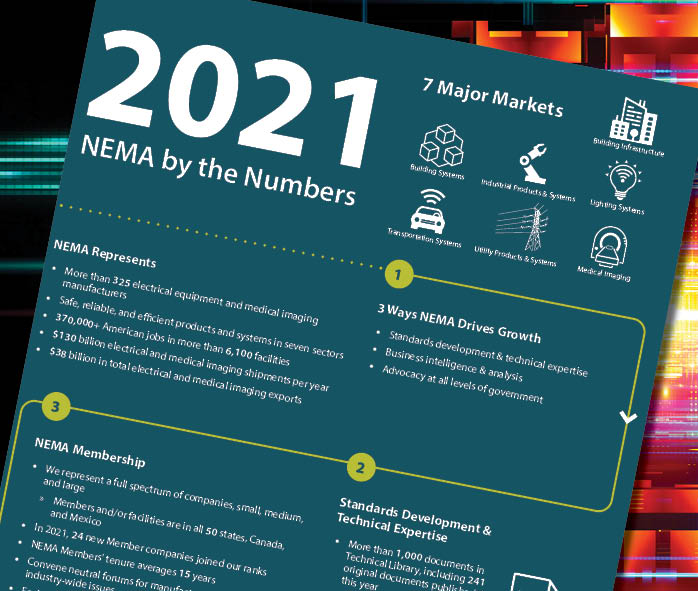 2021
NEMA by the Numbers
7 Major Markets
Building Infrastructure
Building Systems
Industrial Products & Systems
Lighting Systems
Transportation Systems
Utility Products & Systems
Medical Imaging
NEMA Represents
• More than 325 electrical equipment and medical imaging
manufacturers
• Safe, reliable, and efficient products and systems in seven sectors
• 370,000+ American jobs in more than 6,100 facilities
• $130 billion electrical and medical imaging shipments per year
• $38 billion in total electrical and medical imaging exports
1
3 Ways NEMA Drives Growth
• Standards development & technical expertise
• Business intelligence & analysis
• Advocacy at all levels of government
2
Standards Development &
Technical Expertise
• More than 1,000 documents in
Technical Library, including 241
original documents published
this year
3
NEMA Membership
• We represent a full spectrum of companies, small, medium,
and large
» Members and/or facilities are in all 50 states, Canada,
and Mexico
• In 2021, 24 new Member companies joined our ranks
• NEMA Members' tenure averages 15 years
• Convene neutral forums for
industry-wide issues